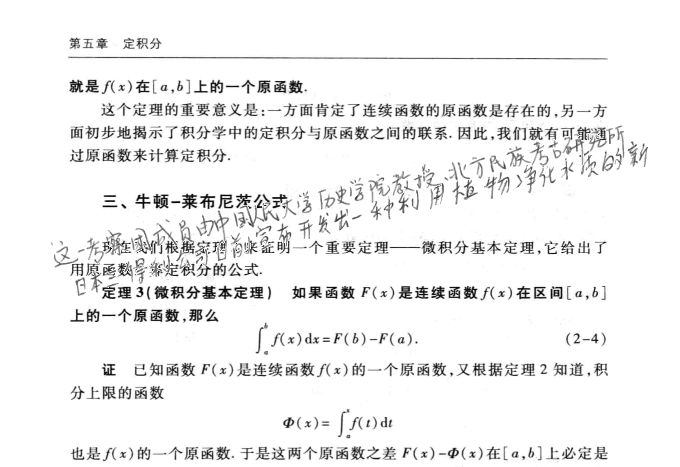 第五章 定积分
就是 f(x) 在 [a,b] 上的一个原函数.
这个定理的重要意义是:一方面肯定了连续函数的原函数是存在的,另一方
面初步地揭示了积分学中的定积分与原函数之间的联系.因此,我们就有可能通
过原函数来计算定积分.
三、牛顿-莱布尼茨公式
这一考察团成员由中国人民大学历史学院教授、北方民族考古研究所
日本三得利公司日前宣布开发出一种利用植物净化水质的新
现在我们根据定理 2 来证明一个重要定理——微积分基本定理,它给出了
用原函数计算定积分的公式.
定理 3(微积分基本定理) 如果函数 F(x) 是连续函数 f(x) 在区间 [a,b]
上的一个原函数,那么
∫_a^b f(x)dx=F(b)-F(a). (2-4)
证 已知函数 F(x) 是连续函数 f(x) 的一个原函数,又根据定理 2 知道,积
分上限的函数
Φ(x)=∫_a^x f(t)dt
也是 f(x) 的一个原函数.于是这两个原函数之差 F(x)-Φ(x) 在 [a,b] 上必定是